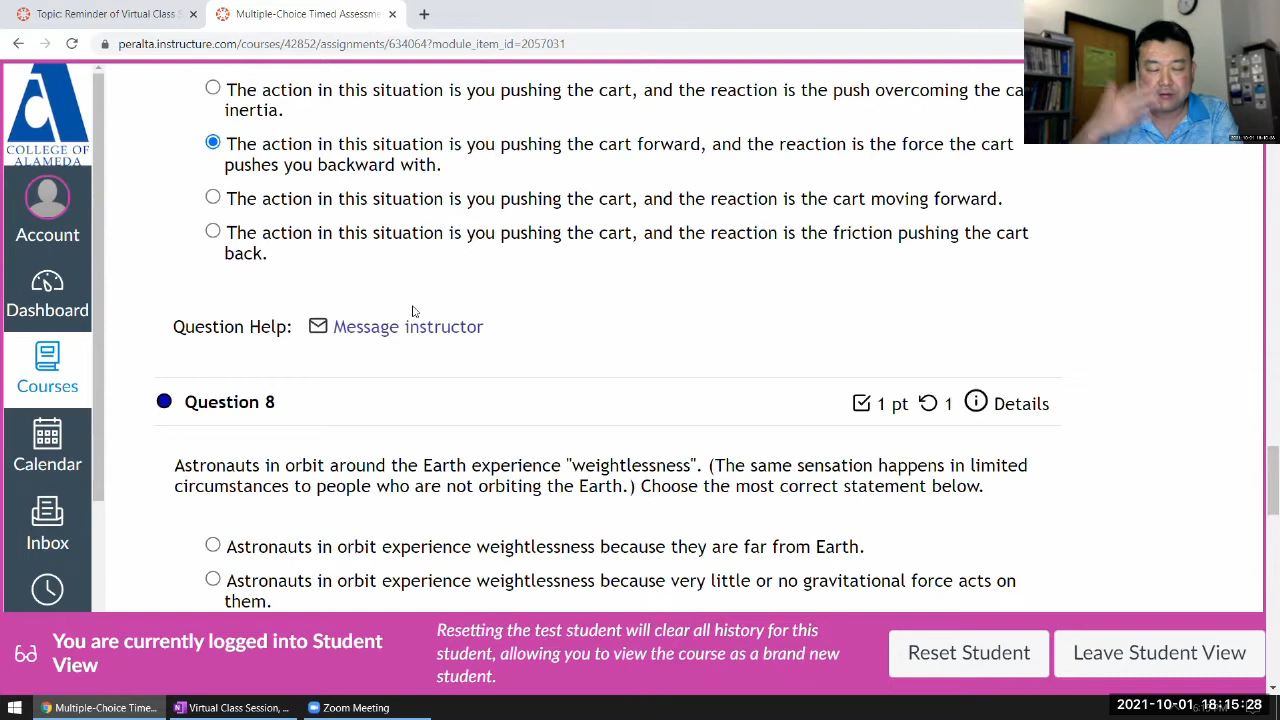 Topic: Reminder of Virtual Class S
Multiple-Choice Timed Assessme
peralta.instructure.com/courses/42852/assignments/634064?module_item_id=2057031
The action in this situation is you pushing the cart, and the reaction is the push overcoming the ca
inertia.
The action in this situation is you pushing the cart forward, and the reaction is the force the cart
pushes you backward with.
The action in this situation is you pushing the cart, and the reaction is the cart moving forward.
The action in this situation is you pushing the cart, and the reaction is the friction pushing the cart
back.
Question Help: Message instructor
Question 8
1 pt 1 Details
Astronauts in orbit around the Earth experience "weightlessness". (The same sensation happens in limited
circumstances to people who are not orbiting the Earth.) Choose the most correct statement below.
Astronauts in orbit experience weightlessness because they are far from Earth.
Astronauts in orbit experience weightlessness because very little or no gravitational force acts on
them.
COLLEGE OF
ALAMEDA
Account
Dashboard
Courses
Calendar
Inbox
You are currently logged into Student
View
Resetting the test student will clear all history for this
student, allowing you to view the course as a brand new
student.
Reset Student
Leave Student View
Multiple-Choice Time...
Virtual Class Session, ...
Zoom Meeting
2021-10-01 18:15:28